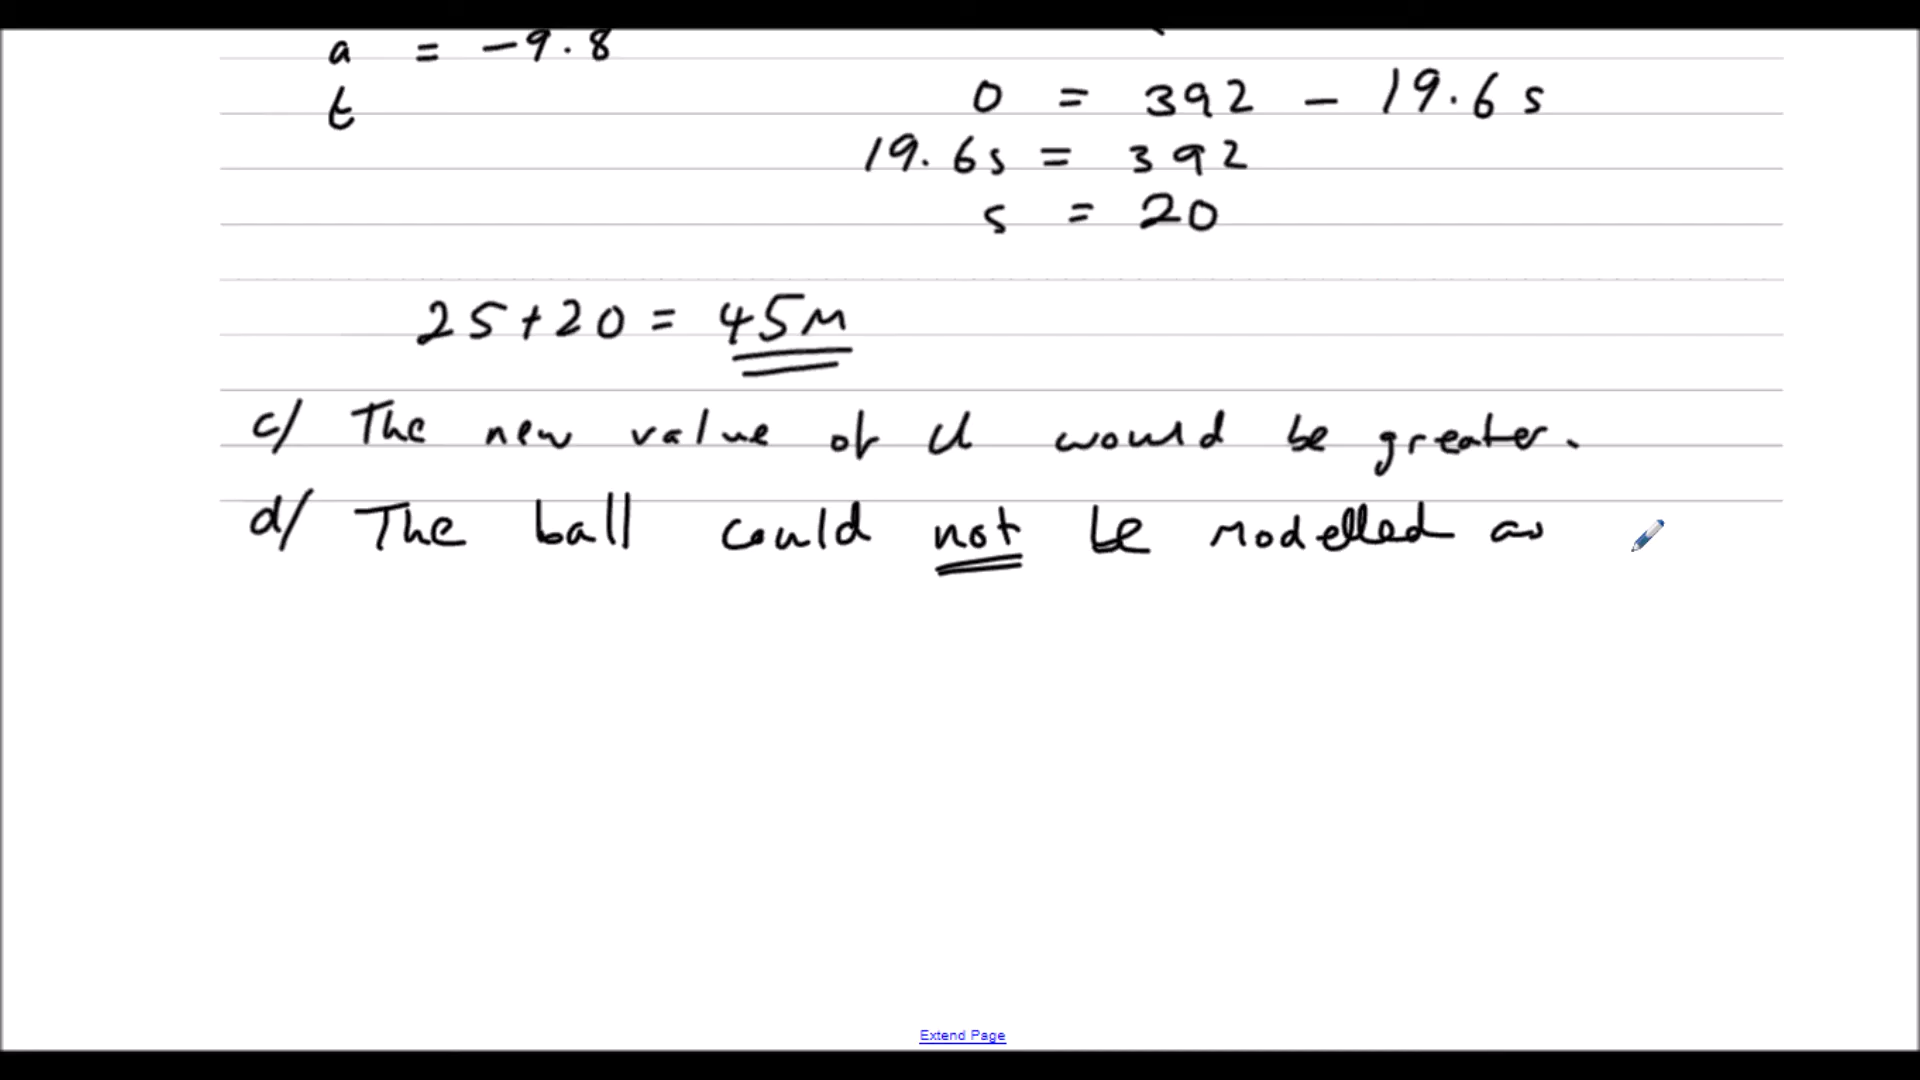 a = -9.8
t
0 = 392 - 19.6s
19.6s = 392
s = 20
25+20 = 45m
c/ The new value of U would be greater.
d/ The ball could not be modelled as
Extend Page